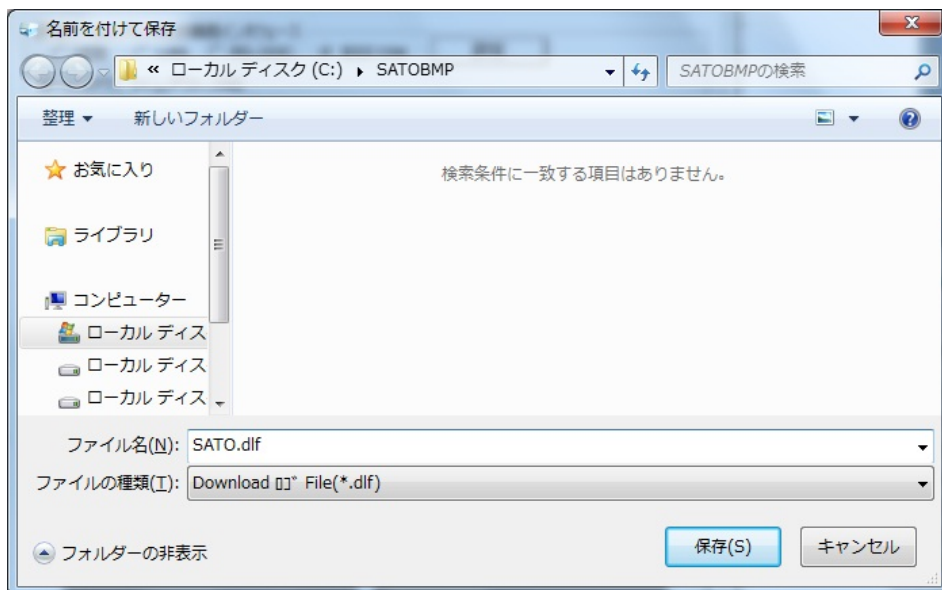 名前を付けて保存
« ローカル ディスク (C:) ▸ SATOBMP
SATOBMPの検索
整理 ▼ 新しいフォルダー
お気に入り
検索条件に一致する項目はありません。
ライブラリ
コンピューター
ローカル ディス
ローカル ディス
ローカル ディス
ファイル名(N): SATO.dlf
ファイルの種類(T): Download ﾛｺﾞ File(*.dlf)
フォルダーの非表示
保存(S) キャンセル